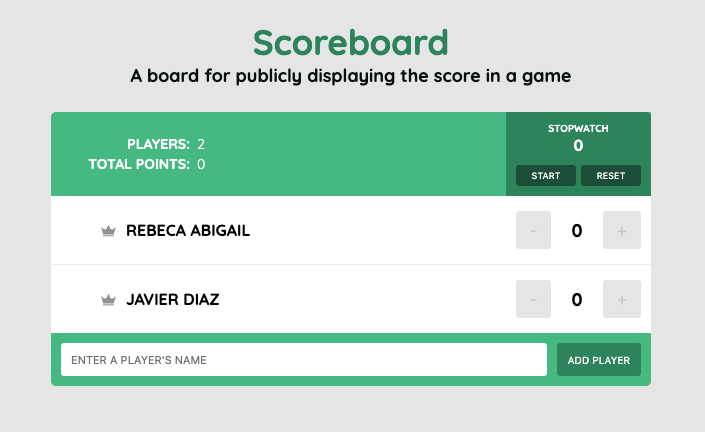 Scoreboard
A board for publicly displaying the score in a game
PLAYERS: 2
TOTAL POINTS: 0
STOPWATCH
0
START RESET
REBECA ABIGAIL - 0 +
JAVIER DIAZ - 0 +
ENTER A PLAYER'S NAME ADD PLAYER